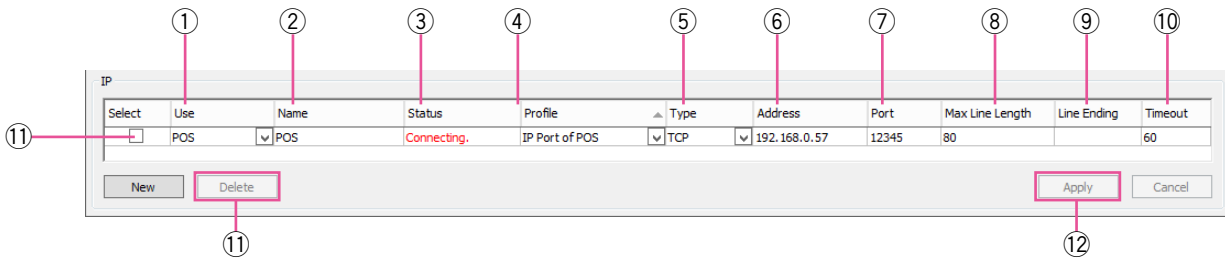 ① ② ③ ④ ⑤ ⑥ ⑦ ⑧ ⑨ ⑩
IP
Select Use Name Status Profile Type Address Port Max Line Length Line Ending Timeout
⑪ POS POS Connecting. IP Port of POS TCP 192.168.0.57 12345 80 60
New Delete Apply Cancel
⑪ ⑫